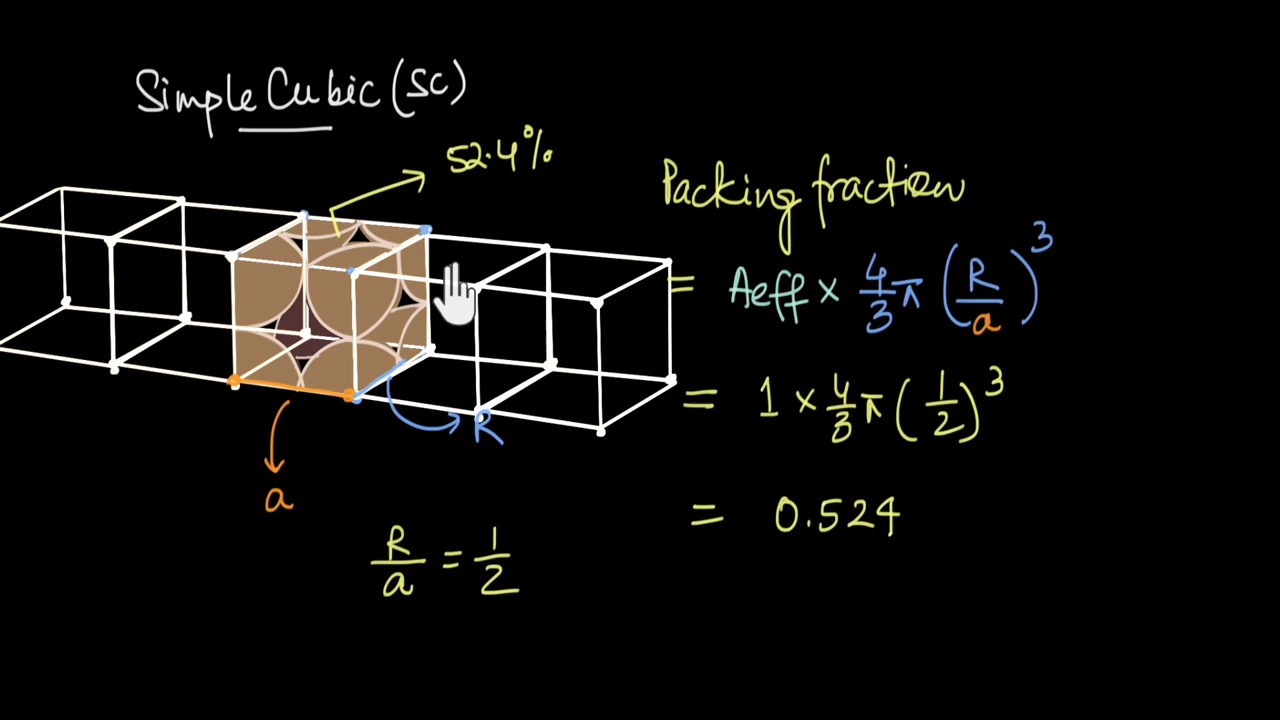 Simple Cubic (SC)
52.4%
Packing fraction
= Aeff × 4/3 π (R/a)³
= 1 × 4/3 π (1/2)³
= 0.524
R
a
R/a = 1/2